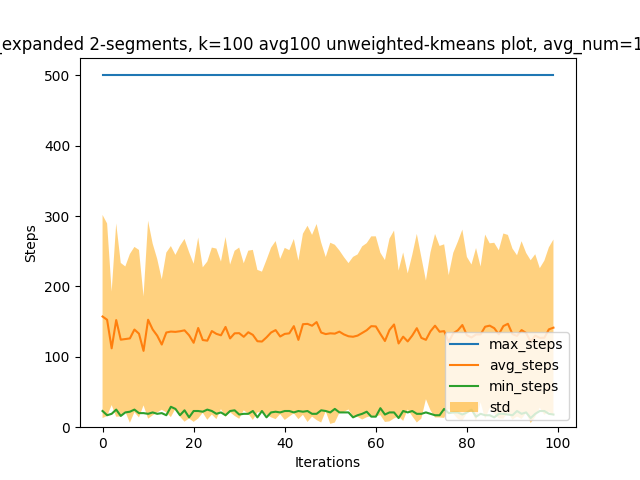 _expanded 2-segments, k=100 avg100 unweighted-kmeans plot, avg_num=1
500
400
300
200
100
0
Steps
0 20 40 60 80 100
Iterations
max_steps
avg_steps
min_steps
std